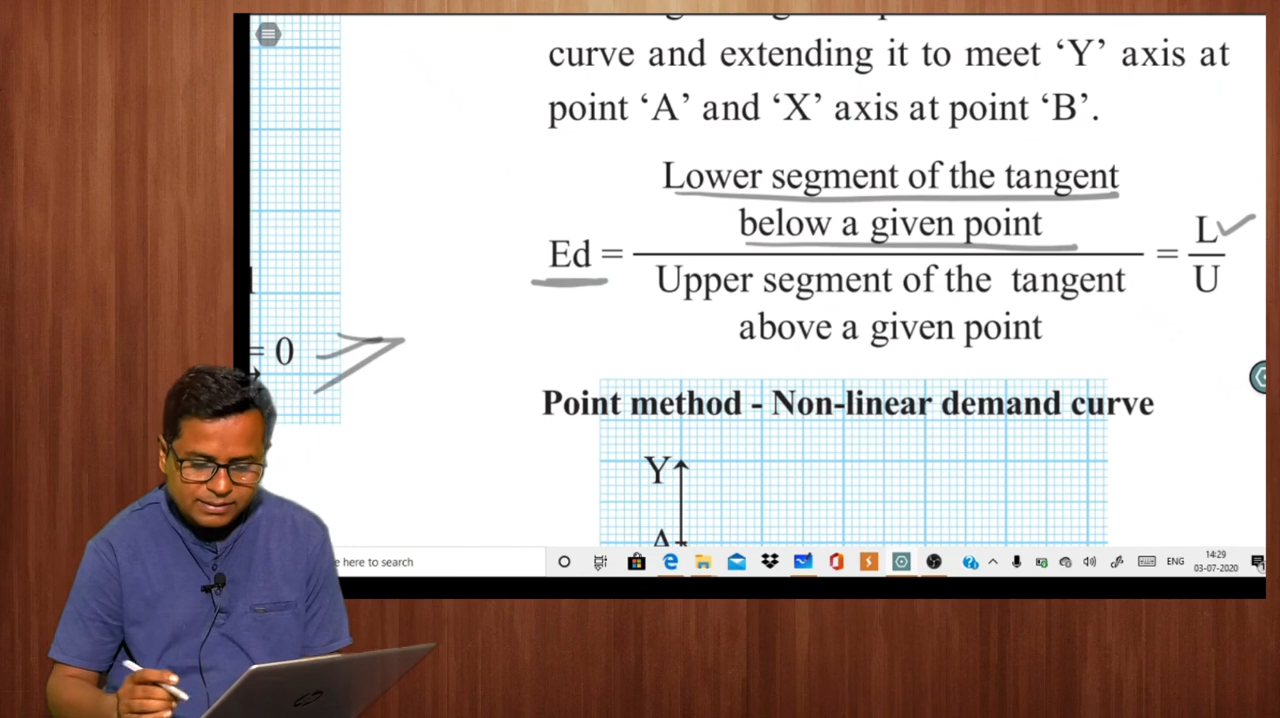 curve and extending it to meet ‘Y’ axis at
point ‘A’ and ‘X’ axis at point ‘B’.
Lower segment of the tangent
below a given point
Ed = = L
U
Upper segment of the tangent
above a given point
= 0
Point method - Non-linear demand curve
Y
A
e here to search
ENG
14:29
03-07-2020